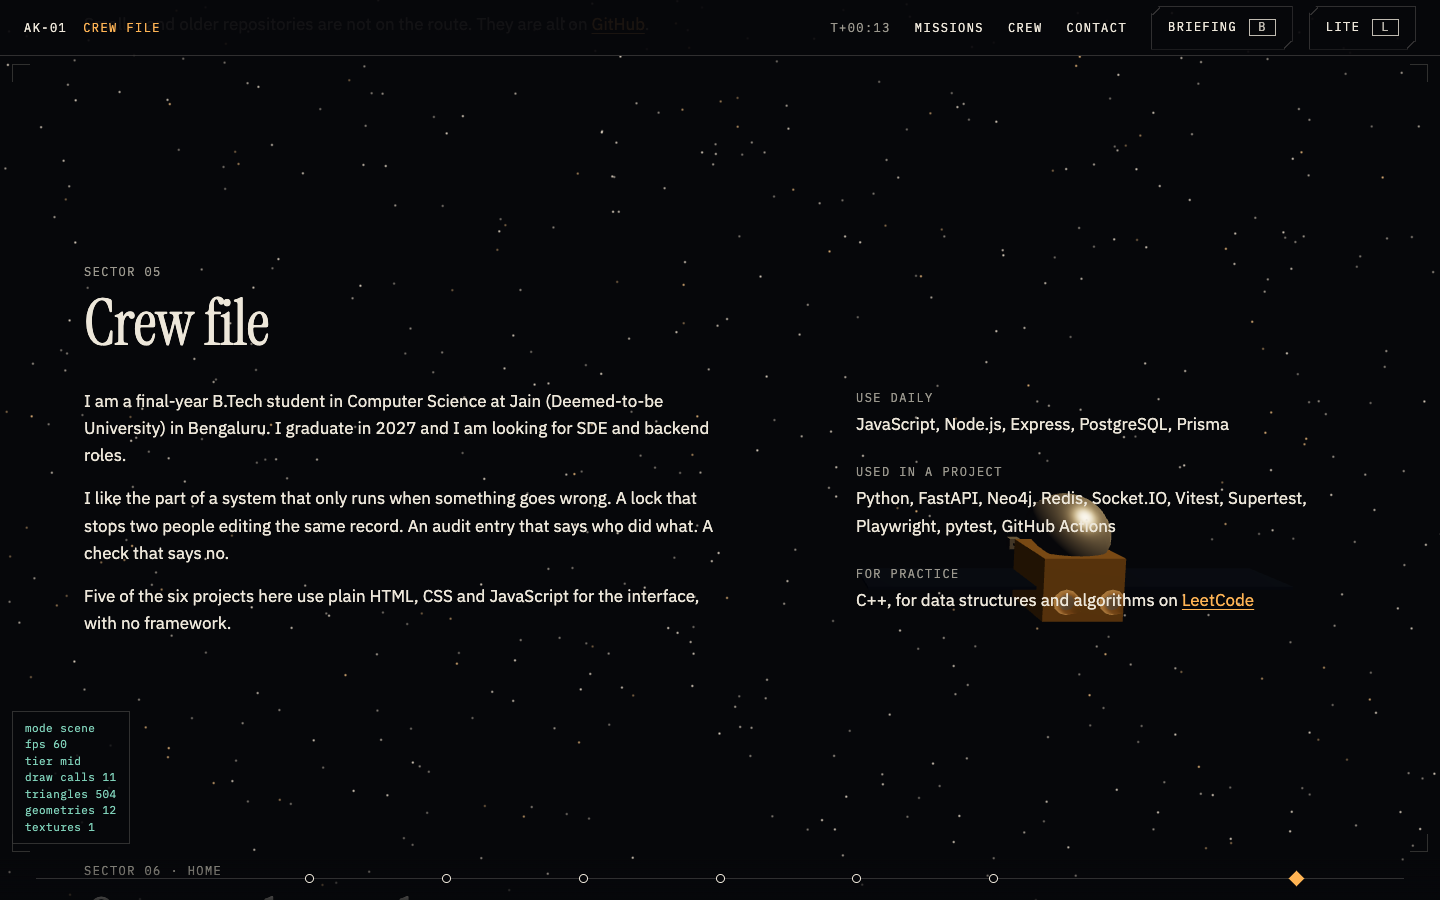 AK-01 CREW FILE T+00:13 MISSIONS CREW CONTACT BRIEFING B LITE L
and older repositories are not on the route. They are all on GitHub.
SECTOR 05
Crew file
I am a final-year B.Tech student in Computer Science at Jain (Deemed-to-be
University) in Bengaluru. I graduate in 2027 and I am looking for SDE and backend
roles.
I like the part of a system that only runs when something goes wrong. A lock that
stops two people editing the same record. An audit entry that says who did what. A
check that says no.
Five of the six projects here use plain HTML, CSS and JavaScript for the interface,
with no framework.
USE DAILY
JavaScript, Node.js, Express, PostgreSQL, Prisma
USED IN A PROJECT
Python, FastAPI, Neo4j, Redis, Socket.IO, Vitest, Supertest,
Playwright, pytest, GitHub Actions
FOR PRACTICE
C++, for data structures and algorithms on LeetCode
mode scene
fps 60
tier mid
draw calls 11
triangles 504
geometries 12
textures 1
SECTOR 06 · HOME